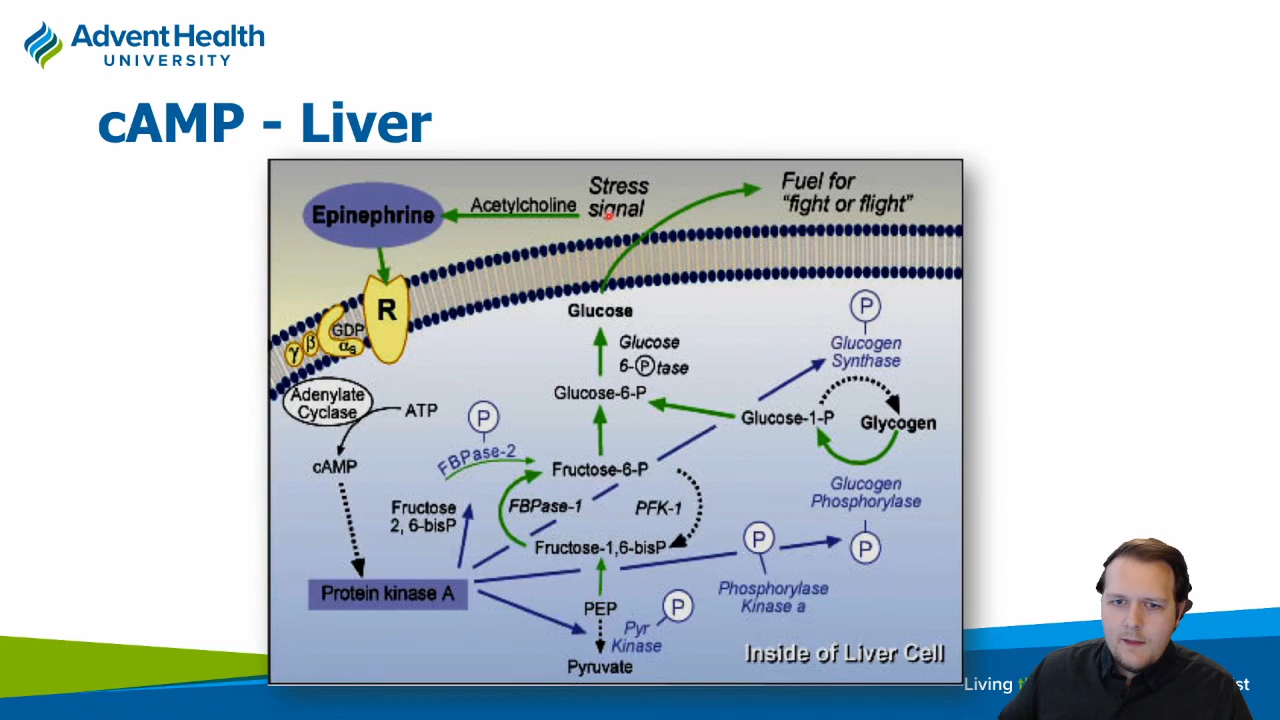 AdventHealth
UNIVERSITY
cAMP - Liver
Epinephrine
Acetylcholine
Stress
signal
Fuel for
"fight or flight"
R
GDP
γ
β
αs
Adenylate
Cyclase
ATP
cAMP
Protein kinase A
Fructose
2, 6-bisP
P
FBPase-2
Glucose
Glucose
6-Ptase
Glucose-6-P
Fructose-6-P
FBPase-1
PFK-1
Fructose-1,6-bisP
PEP
P
Pyr
Kinase
Pyruvate
P
Glucogen
Synthase
Glucose-1-P
Glycogen
Glucogen
Phosphorylase
P
P
Phosphorylase
Kinase a
Inside of Liver Cell
Living